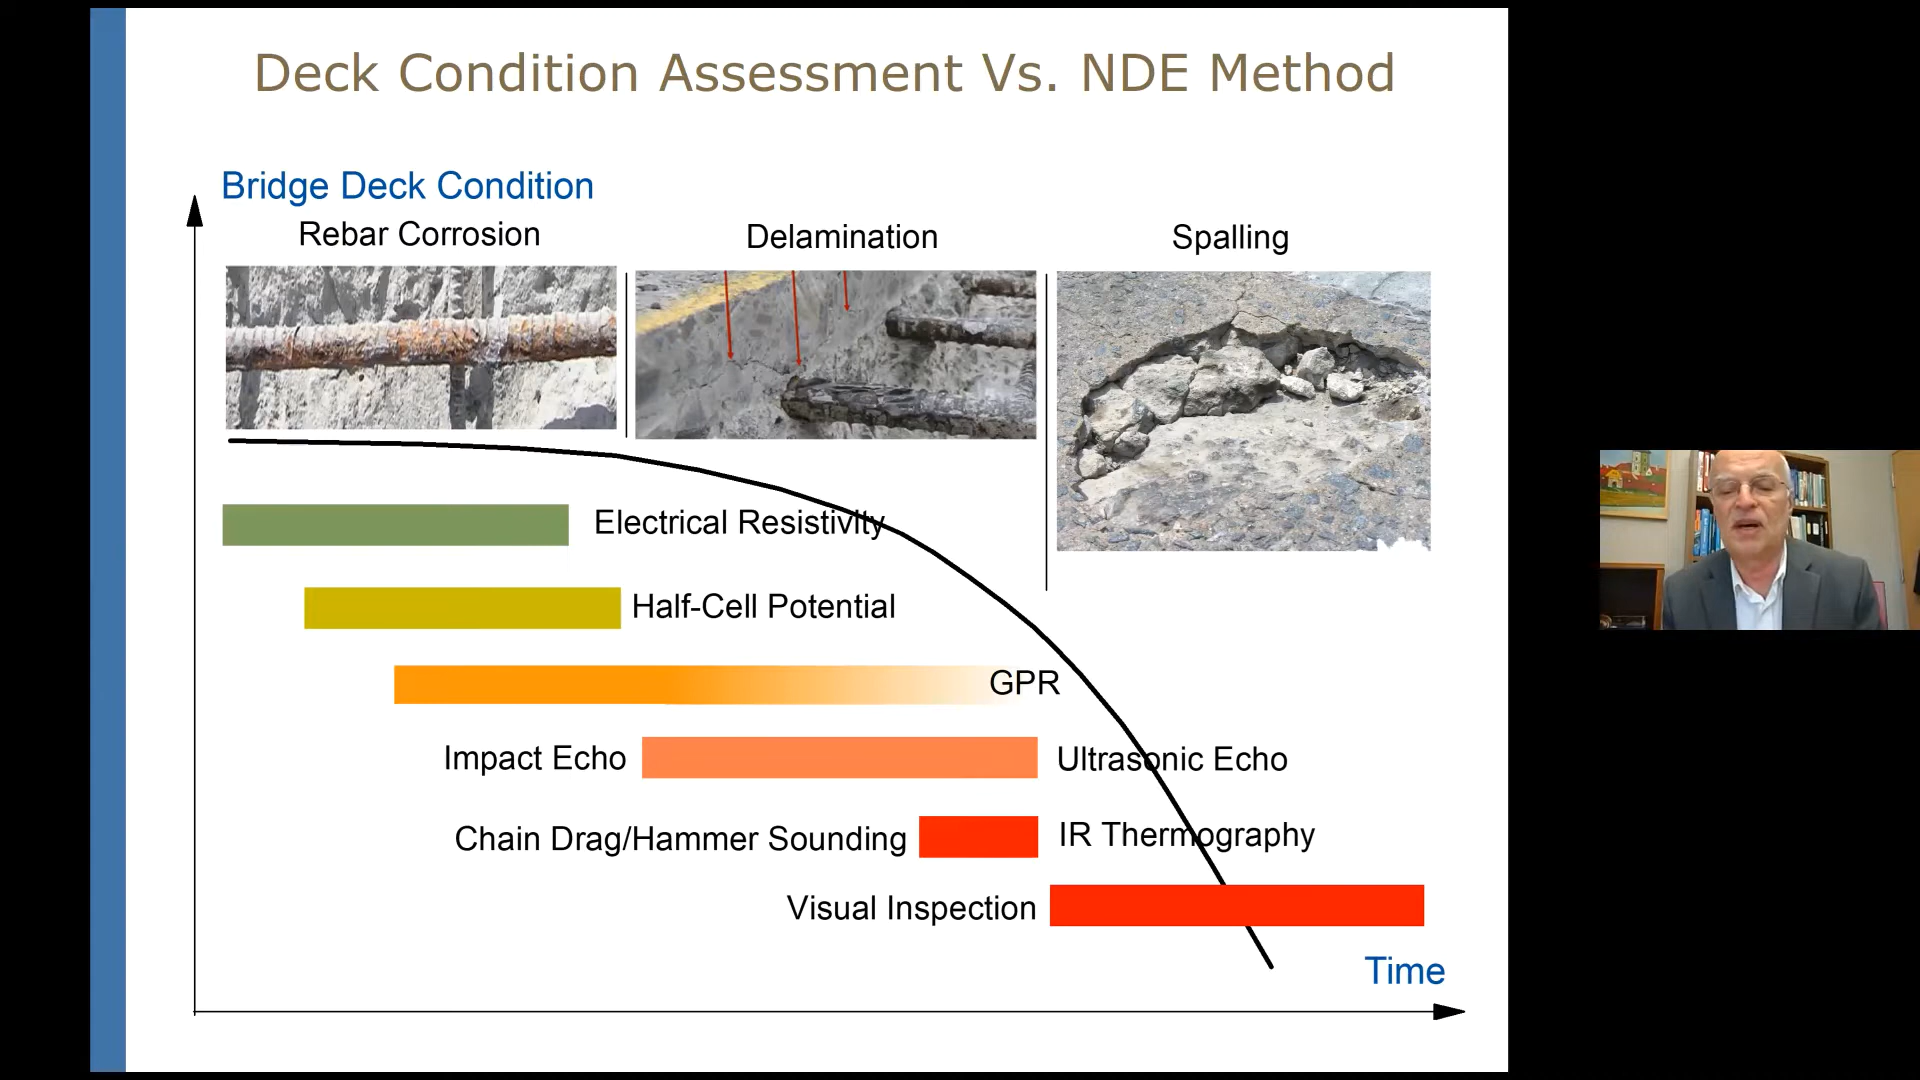 Deck Condition Assessment Vs. NDE Method
Bridge Deck Condition
Rebar Corrosion
Delamination
Spalling
Electrical Resistivity
Half-Cell Potential
GPR
Impact Echo
Ultrasonic Echo
Chain Drag/Hammer Sounding
IR Thermography
Visual Inspection
Time